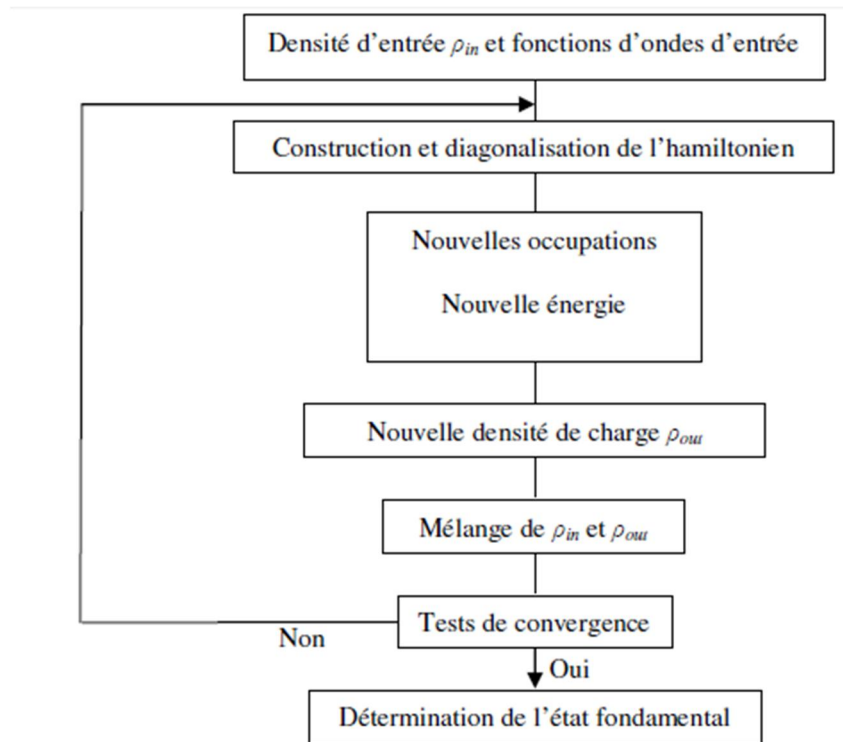 Densité d'entrée ρin et fonctions d'ondes d'entrée
Construction et diagonalisation de l'hamiltonien
Nouvelles occupations
Nouvelle énergie
Nouvelle densité de charge ρout
Mélange de ρin et ρout
Tests de convergence
Non
Oui
Détermination de l'état fondamental